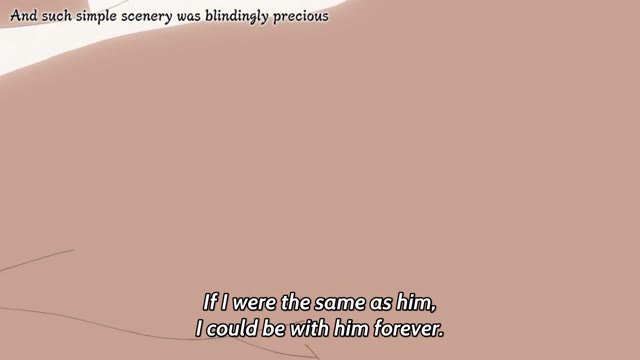 And such simple scenery was blindingly precious
If I were the same as him,
I could be with him forever.